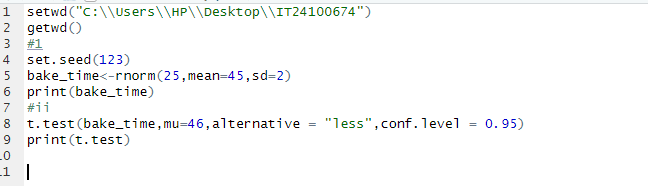 1 setwd("C:\\Users\\HP\\Desktop\\IT24100674")
2 getwd()
3 #1
4 set.seed(123)
5 bake_time<-rnorm(25,mean=45,sd=2)
6 print(bake_time)
7 #ii
8 t.test(bake_time,mu=46,alternative = "less",conf.level = 0.95)
9 print(t.test)
10
11